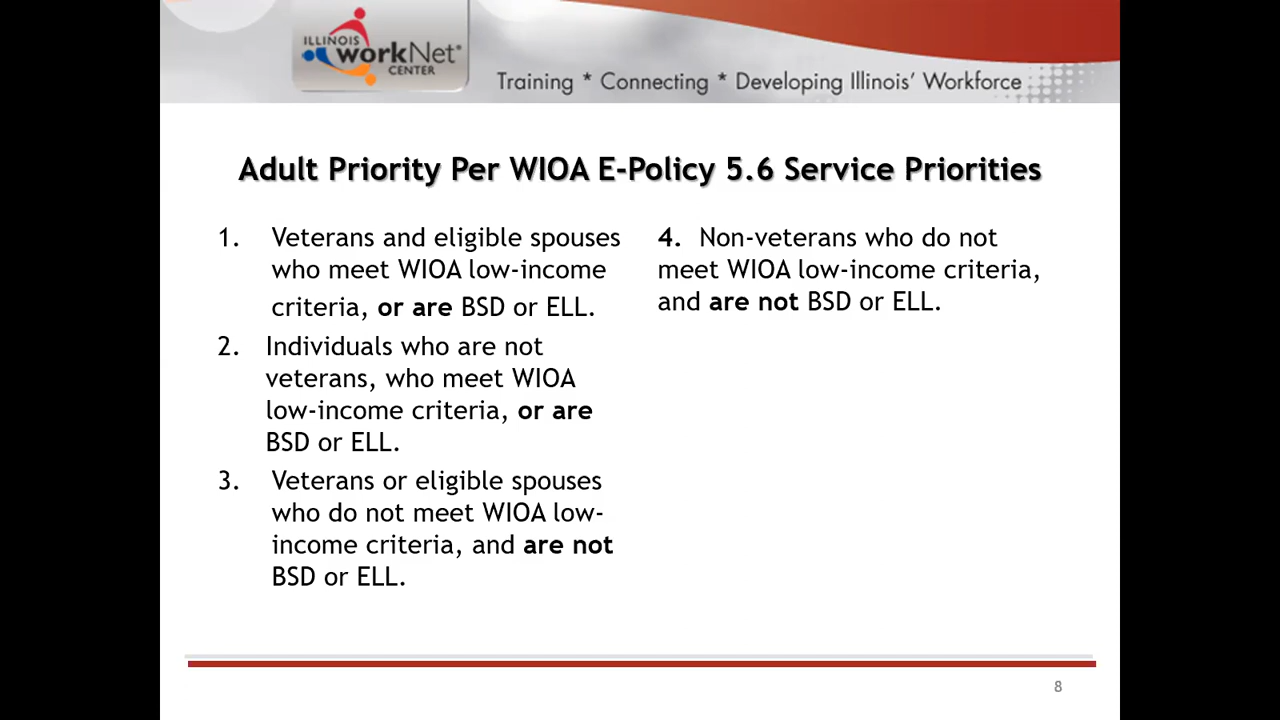 ILLINOIS
workNet®
CENTER
Training * Connecting * Developing Illinois’ Workforce
Adult Priority Per WIOA E-Policy 5.6 Service Priorities
1. Veterans and eligible spouses
who meet WIOA low-income
criteria, or are BSD or ELL.
2. Individuals who are not
veterans, who meet WIOA
low-income criteria, or are
BSD or ELL.
3. Veterans or eligible spouses
who do not meet WIOA low-
income criteria, and are not
BSD or ELL.
4. Non-veterans who do not
meet WIOA low-income criteria,
and are not BSD or ELL.
8